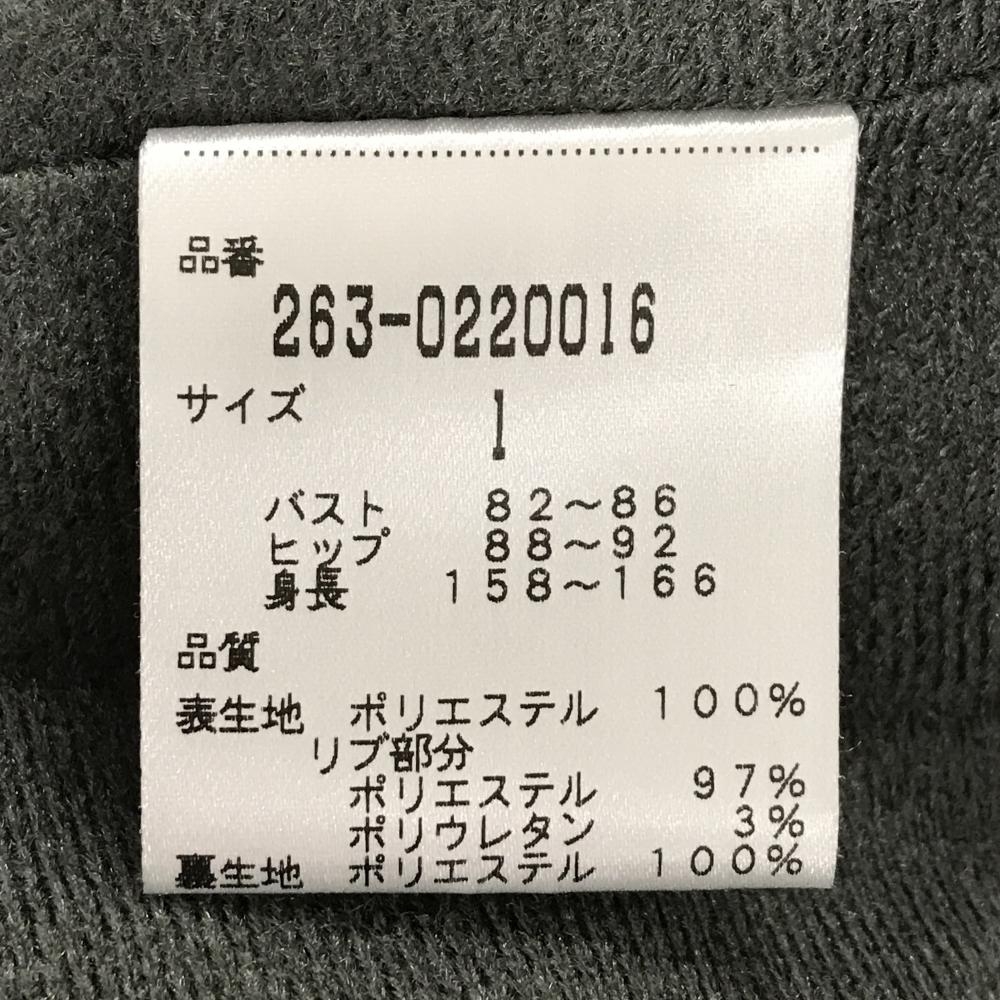 品番
263-0220016
サイズ 1
バスト 82～86
ヒップ 88～92
身長 158～166
品質
表生地 ポリエステル 100%
リブ部分
ポリエステル 97%
ポリウレタン 3%
裏生地 ポリエステル 100%